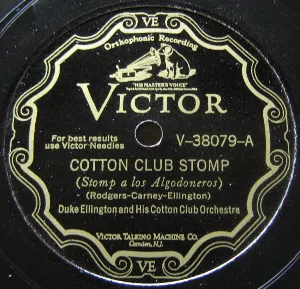 VE
Orthophonic Recording
"HIS MASTER'S VOICE"
VICTOR
For best results
use Victor Needles
V-38079-A
COTTON CLUB STOMP
(Stomp a los Algodoneros)
(Rodgers-Carney-Ellington)
Duke Ellington and His Cotton Club Orchestra
VICTOR TALKING MACHINE CO.
Camden, N.J.
VE